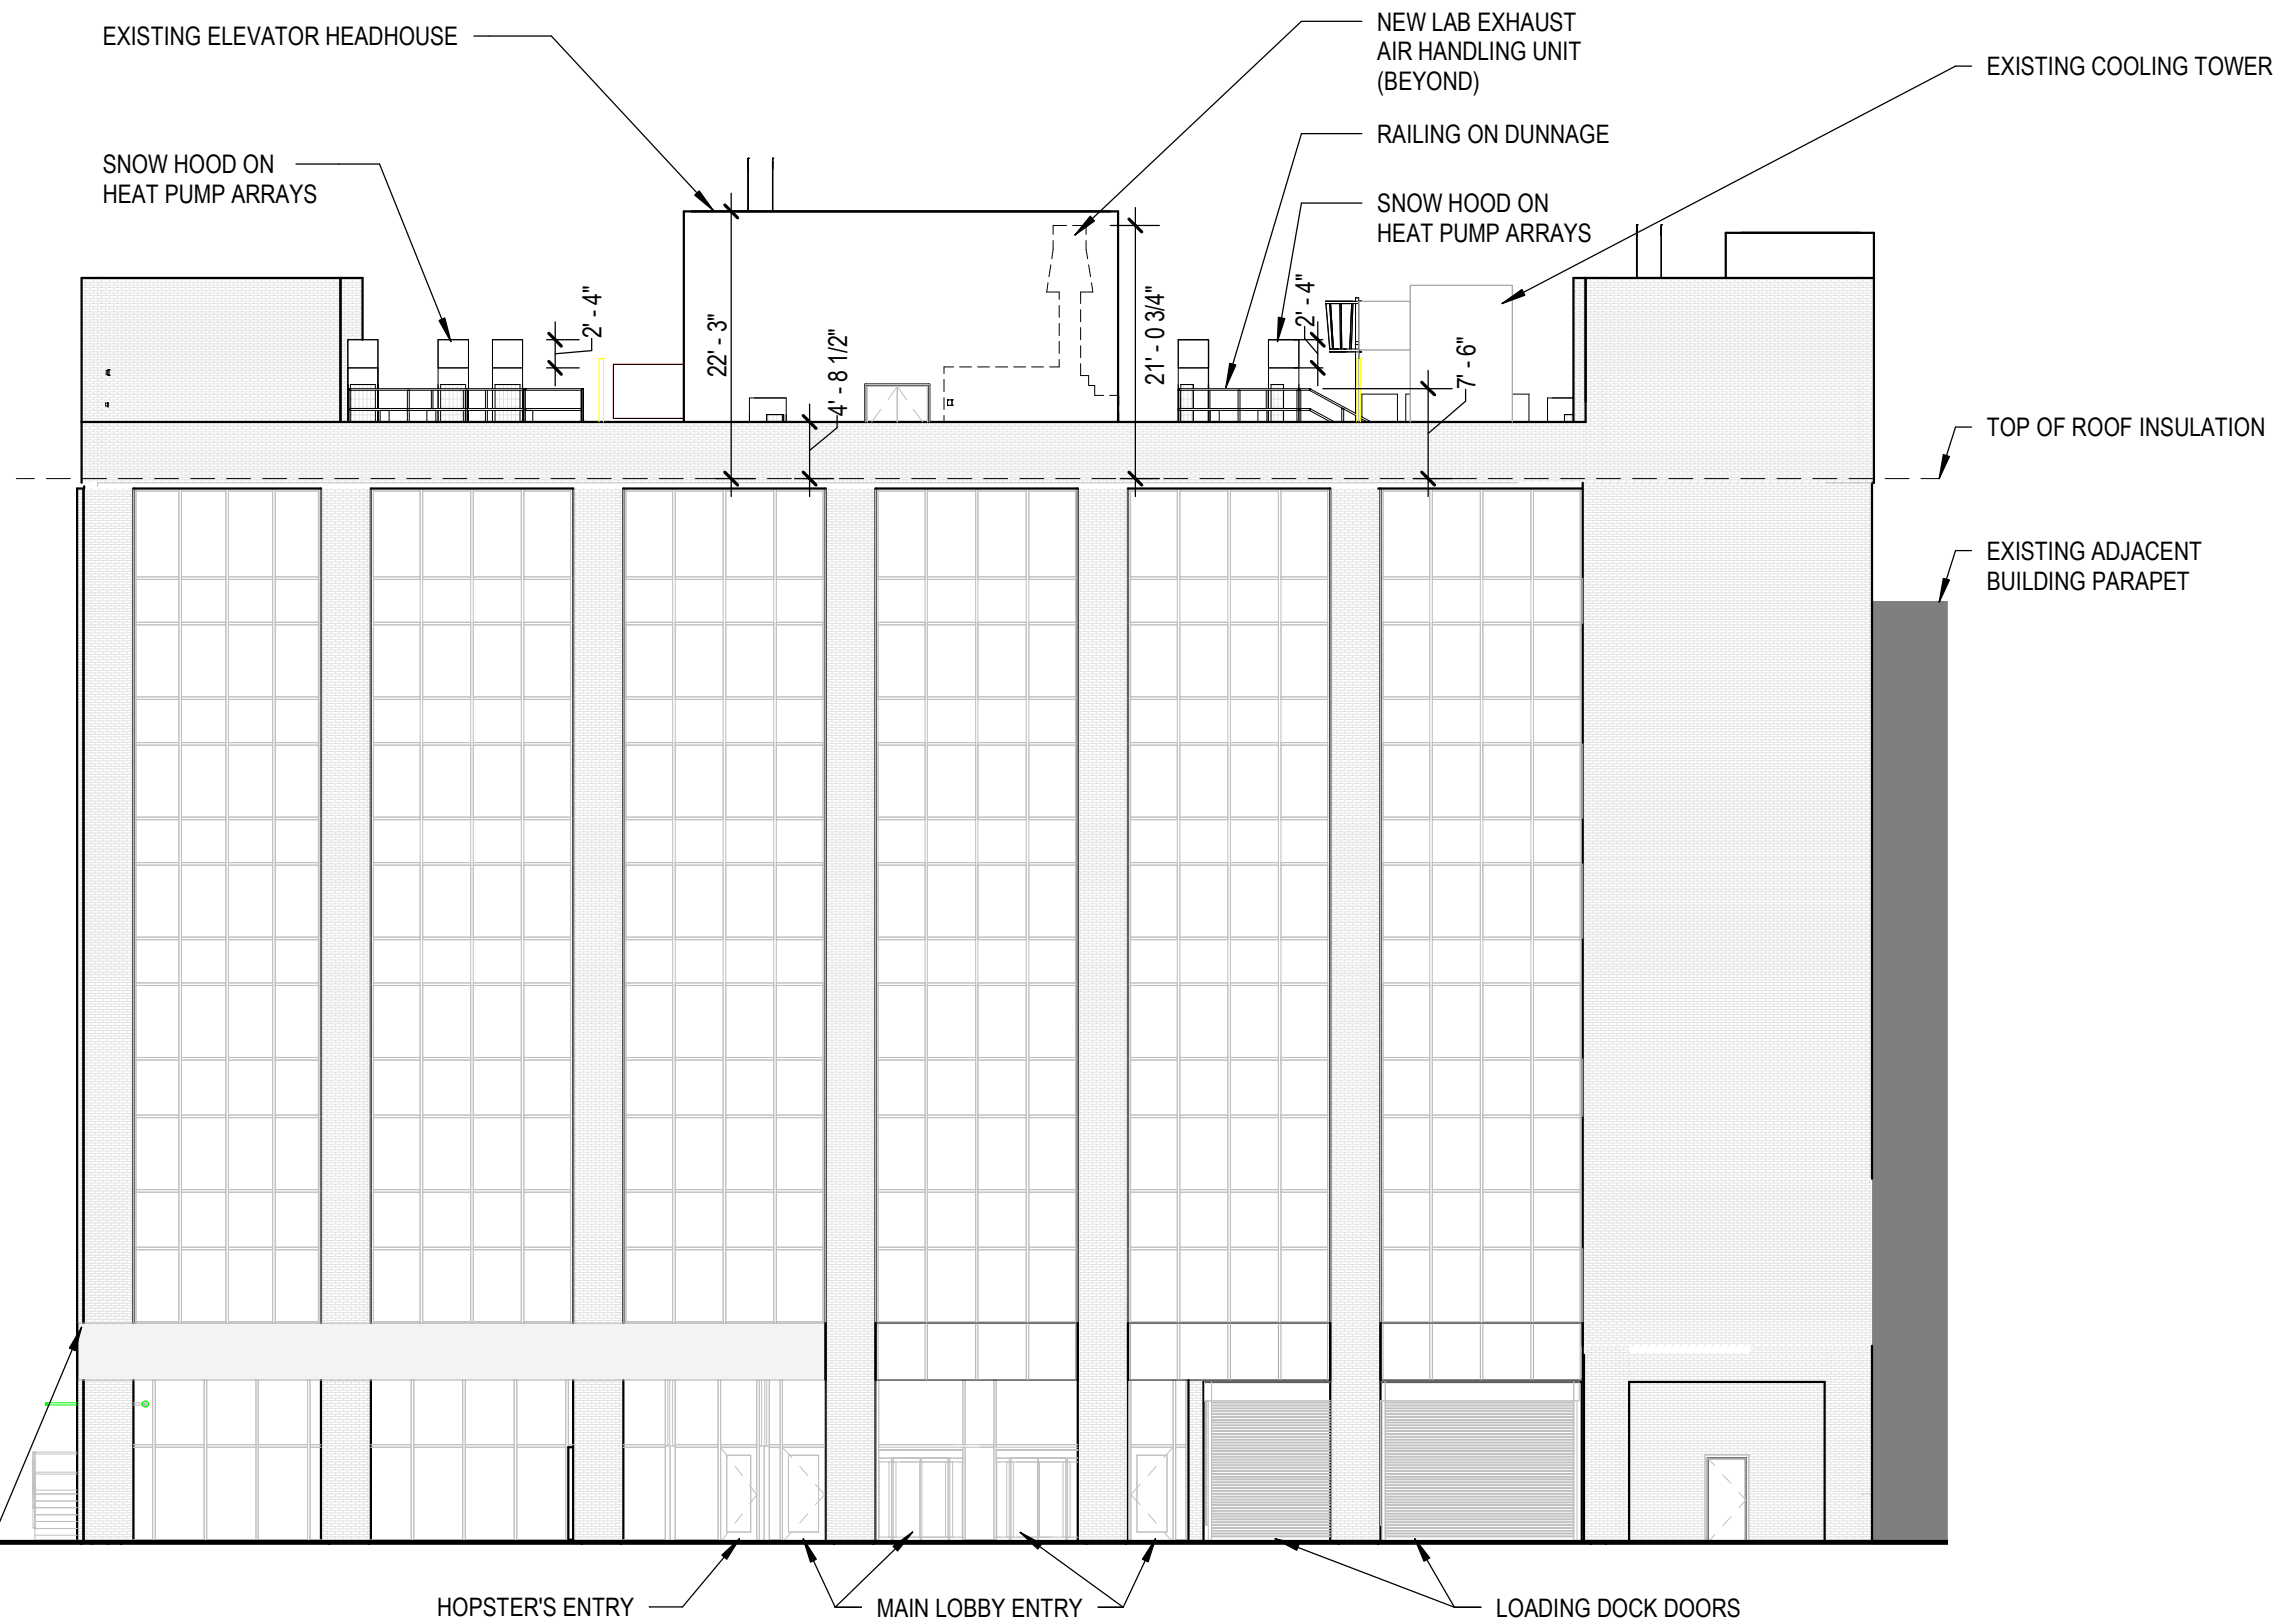 EXISTING ELEVATOR HEADHOUSE
NEW LAB EXHAUST
AIR HANDLING UNIT
(BEYOND)
EXISTING COOLING TOWER
RAILING ON DUNNAGE
SNOW HOOD ON
HEAT PUMP ARRAYS
SNOW HOOD ON
HEAT PUMP ARRAYS
2' - 4"
22' - 3"
4' - 8 1/2"
21' - 0 3/4"
2' - 4"
7' - 6"
TOP OF ROOF INSULATION
EXISTING ADJACENT
BUILDING PARAPET
HOPSTER'S ENTRY
MAIN LOBBY ENTRY
LOADING DOCK DOORS